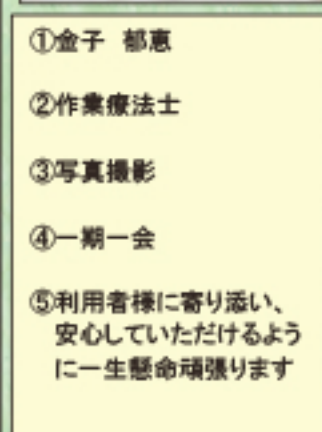 ①金子　郁恵
②作業療法士
③写真撮影
④一期一会
⑤利用者様に寄り添い、
安心していただけるよう
に一生懸命頑張ります